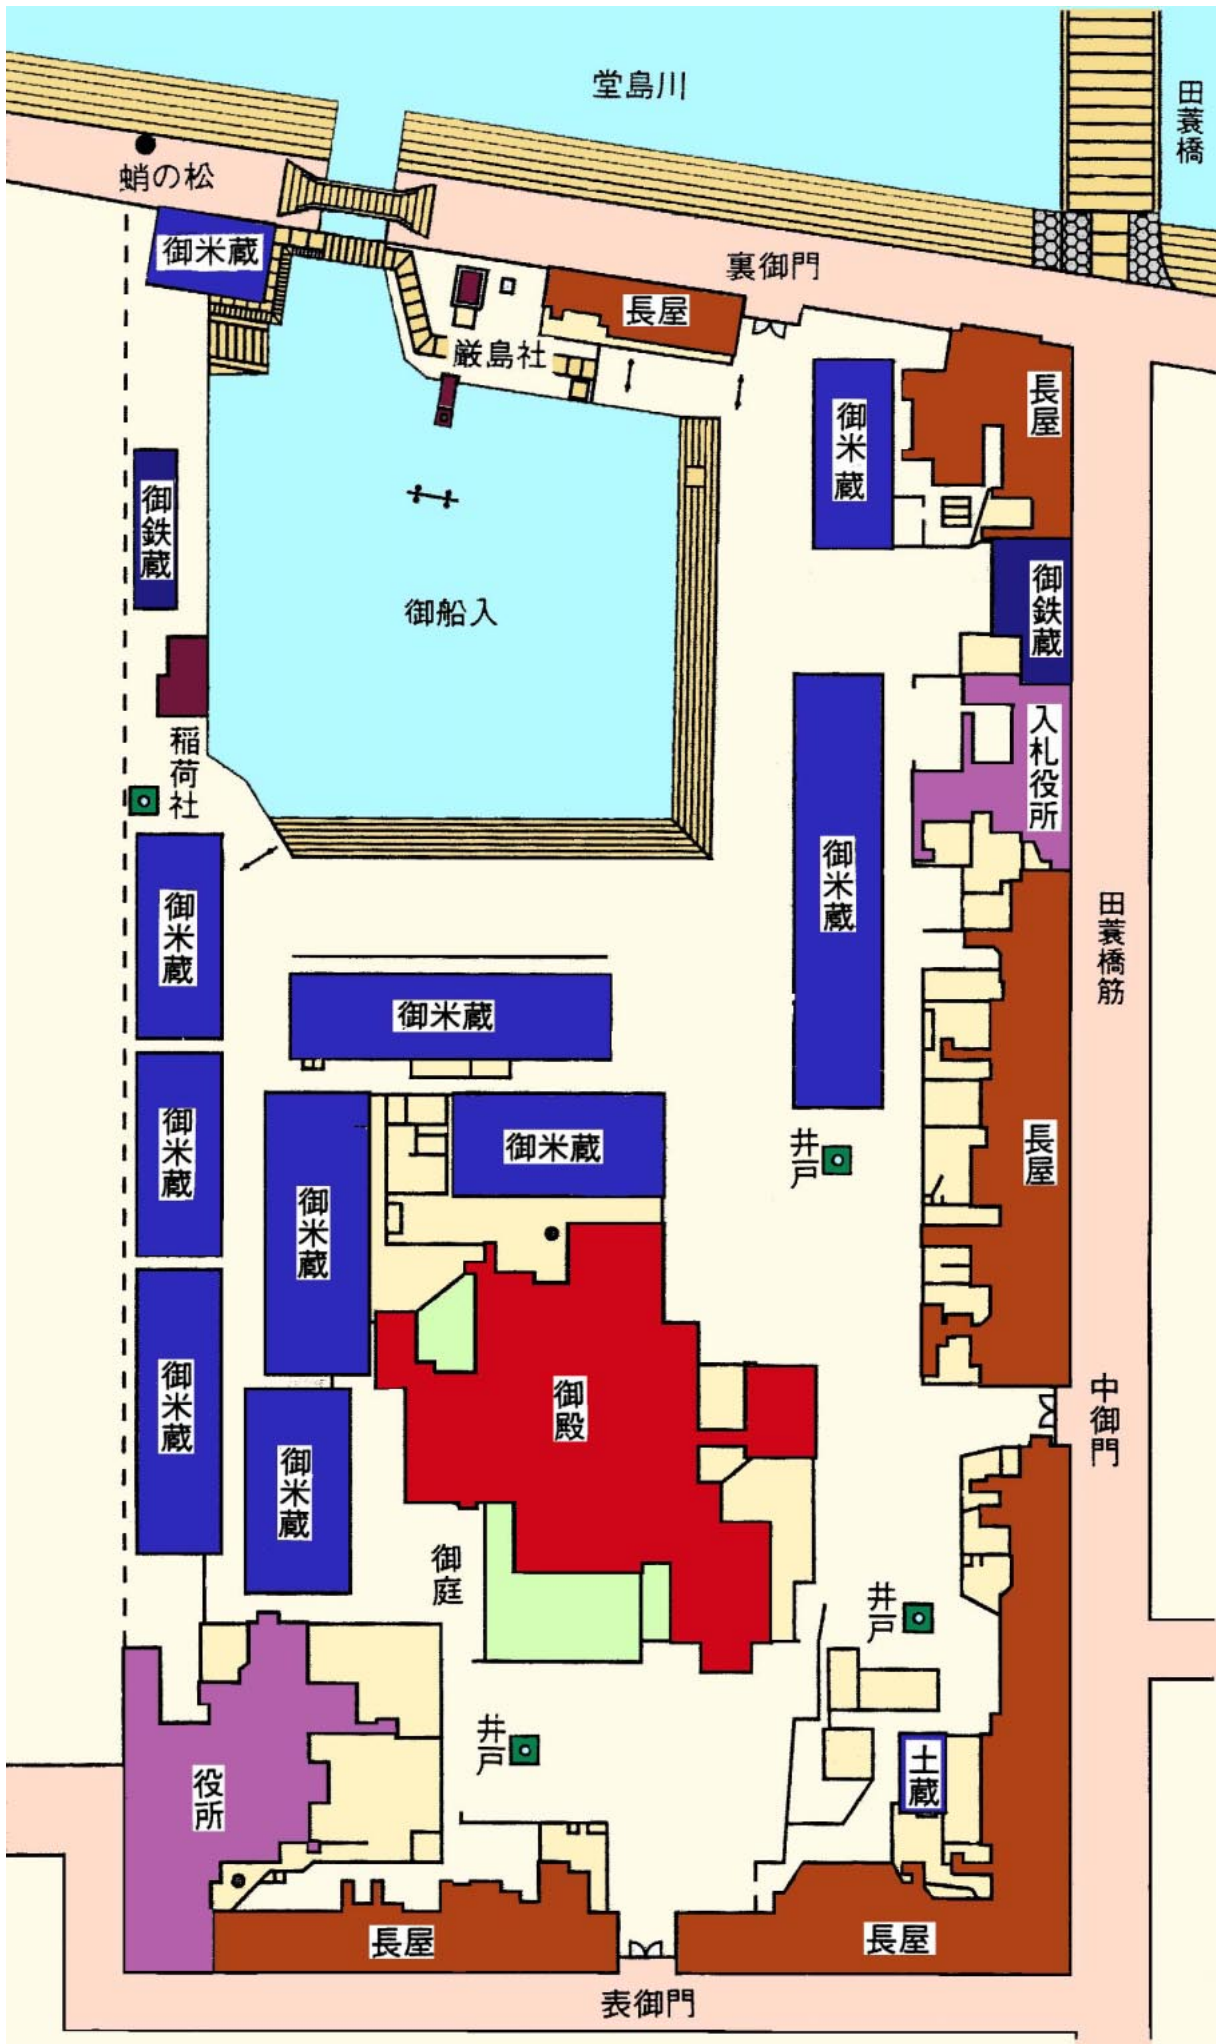 堂島川
田蓑橋
蛸の松
御米蔵
裏御門
長屋
厳島社
長屋
御米蔵
御鉄蔵
御船入
御鉄蔵
稲荷社
入札役所
御米蔵
御米蔵
田蓑橋筋
御米蔵
御米蔵
御米蔵
井戸
長屋
御米蔵
御米蔵
御殿
中御門
御米蔵
御庭
井戸
井戸
役所
土蔵
長屋
長屋
表御門